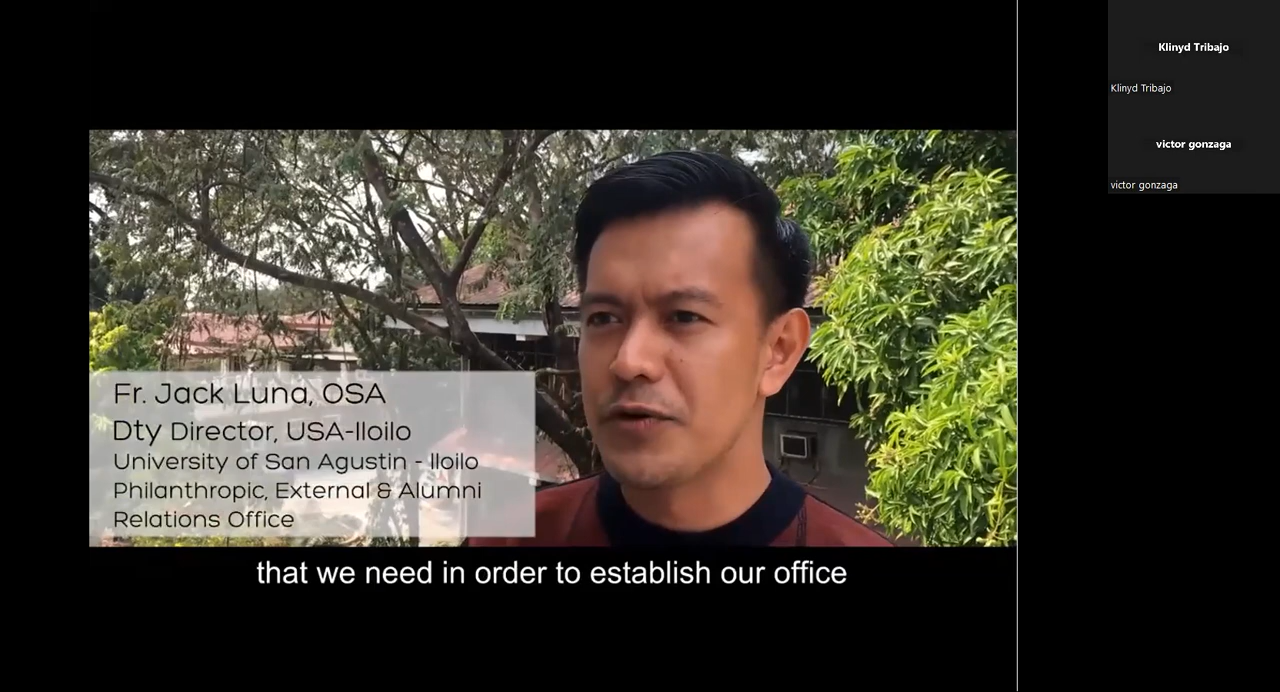 Klinyd Tribajo
Klinyd Tribajo
victor gonzaga
victor gonzaga
Fr. Jack Luna, OSA
Dty Director, USA-Iloilo
University of San Agustin - Iloilo
Philanthropic, External & Alumni
Relations Office
that we need in order to establish our office